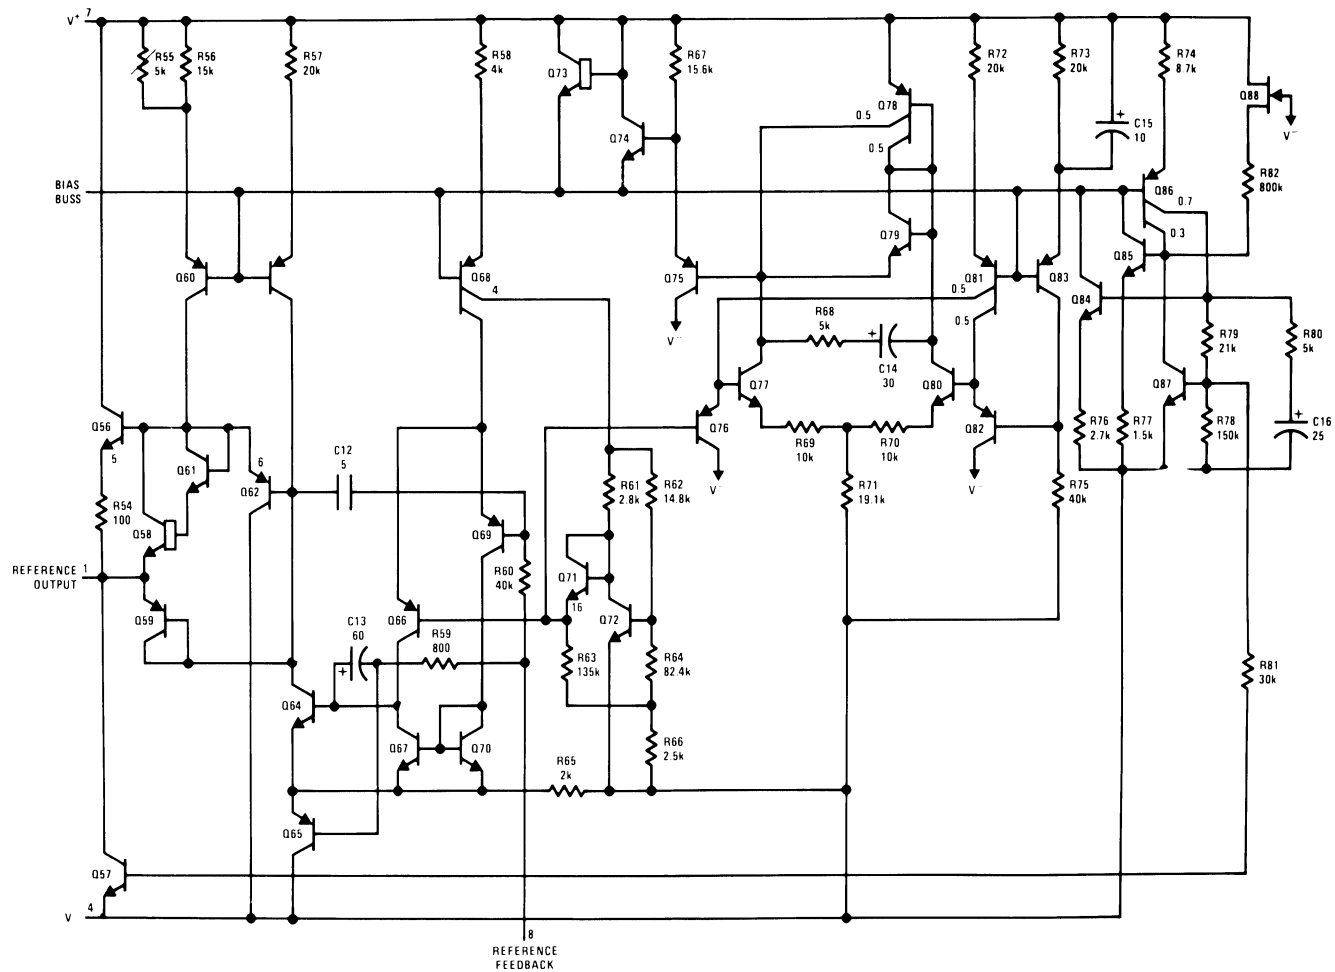 V+ 7
R55
5k
R56
15k
R57
20k
R58
4k
Q73
R67
15.6k
Q74
Q78
0.5
0.5
R72
20k
R73
20k
C15
+
10
R74
8.7k
Q88
V−
BIAS
BUSS
Q86
0.7
0.3
R82
800k
Q60
Q68
4
Q75
V−
Q79
Q81
0.5
0.5
Q83
Q85
Q84
R68
5k
+
C14
30
R79
21k
R80
5k
Q77
Q80
Q87
Q56
5
Q61
6
Q62
C12
5
Q76
V−
R69
10k
R70
10k
Q82
V−
R76
2.7k
R77
1.5k
R78
150k
+
C16
25
R54
100
Q58
R61
2.8k
R62
14.8k
R71
19.1k
R75
40k
Q69
REFERENCE 1
OUTPUT
R60
40k
Q71
16
Q59
C13
60
+
Q66
R59
800
Q72
R63
135k
R64
82.4k
R81
30k
Q64
Q67
Q70
R66
2.5k
R65
2k
Q65
Q57
4
V
8
REFERENCE
FEEDBACK